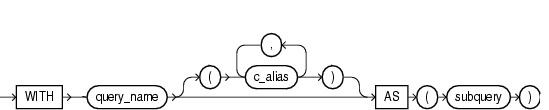 ,
( c_alias )
WITH query_name AS ( subquery )